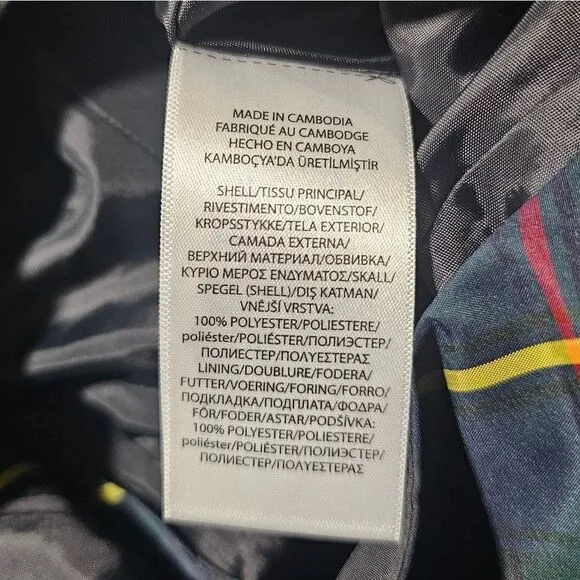 MADE IN CAMBODIA
FABRIQUÉ AU CAMBODGE
HECHO EN CAMBOYA
KAMBOÇYA'DA ÜRETİLMİŞTİR
SHELL/TISSU PRINCIPAL/
RIVESTIMENTO/BOVENSTOF/
KROPSSTYKKE/TELA EXTERIOR/
CAMADA EXTERNA/
ВЕРХНИЙ МАТЕРИАЛ/ОБВИВКА/
ΚΥΡΙΟ ΜΕΡΟΣ ΕΝΔΥΜΑΤΟΣ/SKALL/
SPEGEL (SHELL)/DIŞ KATMAN/
VNĚJŠÍ VRSTVA:
100% POLYESTER/POLIESTERE/
poliéster/POLIÉSTER/ПОЛИЭСТЕР/
ПОЛИЕСТЕР/ΠΟΛΥΕΣΤΕΡΑΣ
LINING/DOUBLURE/FODERA/
FUTTER/VOERING/FORING/FORRO/
ПОДКЛАДКА/ПОДПЛАТА/ΦΟΔΡΑ/
FÔR/FODER/ASTAR/PODŠÍVKA:
100% POLYESTER/POLIESTERE/
poliéster/POLIÉSTER/ПОЛИЭСТЕР/
ПОЛИЕСТЕР/ΠΟΛΥΕΣΤΕΡΑΣ